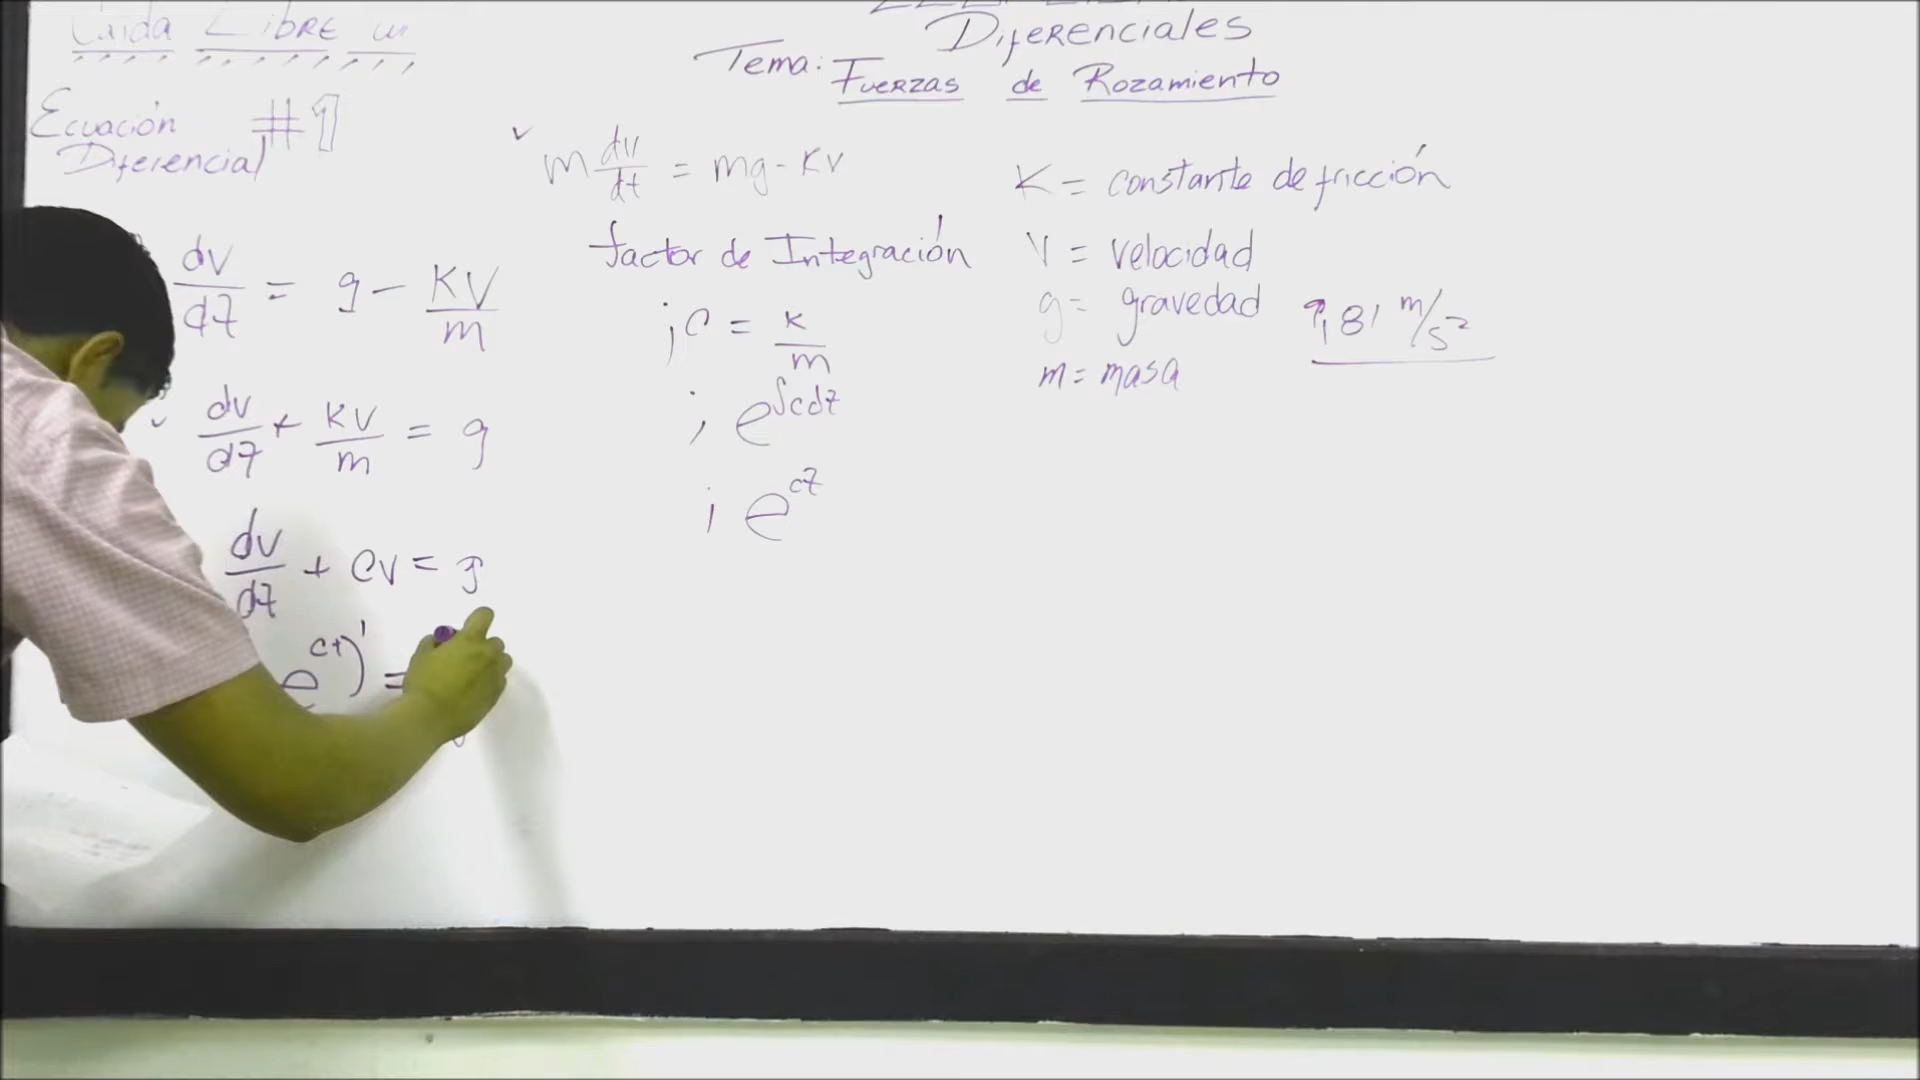 Caida Libre
Diferenciales
Tema: Fuerzas de Rozamiento
Ecuación #1
Diferencial
m dv/dt = mg - KV
K = constante de fricción
factor de Integración
V = velocidad
g = gravedad 9,81 m/s²
m = masa
dv/dt = g - KV/m
; c = k/m
dv/dt + KV/m = g
; e^∫cdt
; e^ct
dv/dt + cv = g
e^ct)' =